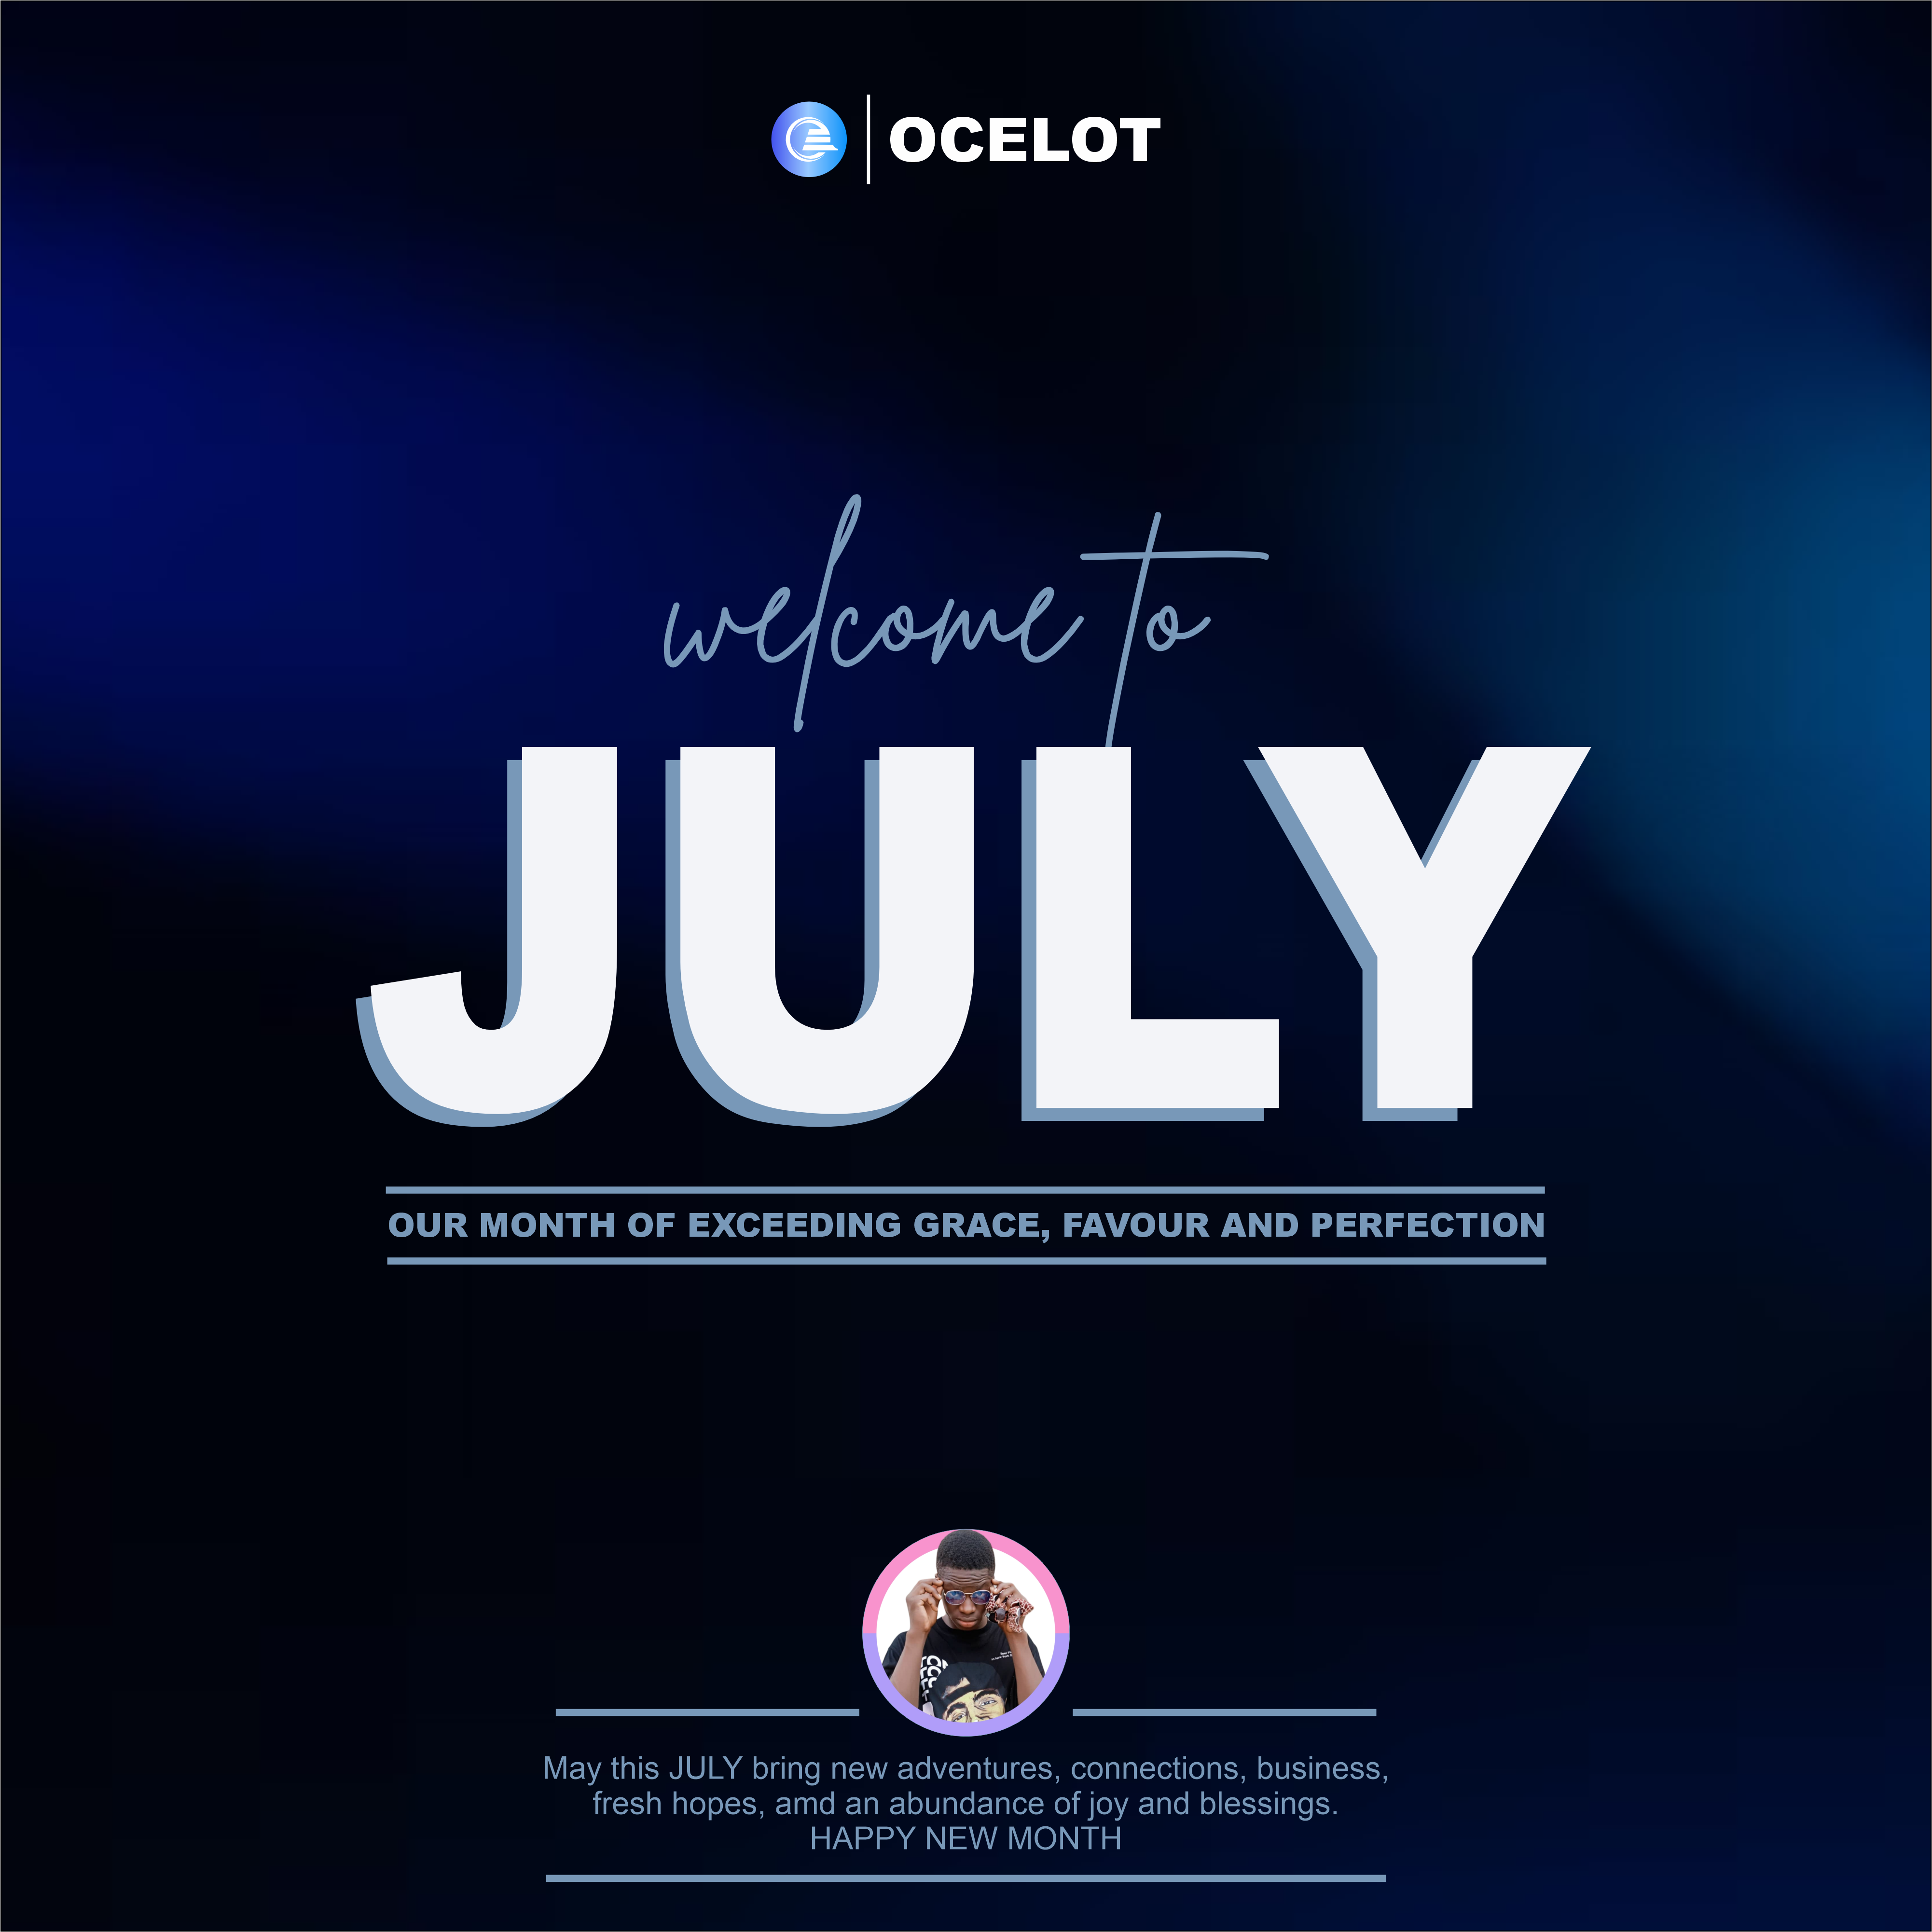 OCELOT
welcome to
JULY
OUR MONTH OF EXCEEDING GRACE, FAVOUR AND PERFECTION
May this JULY bring new adventures, connections, business,
fresh hopes, amd an abundance of joy and blessings.
HAPPY NEW MONTH